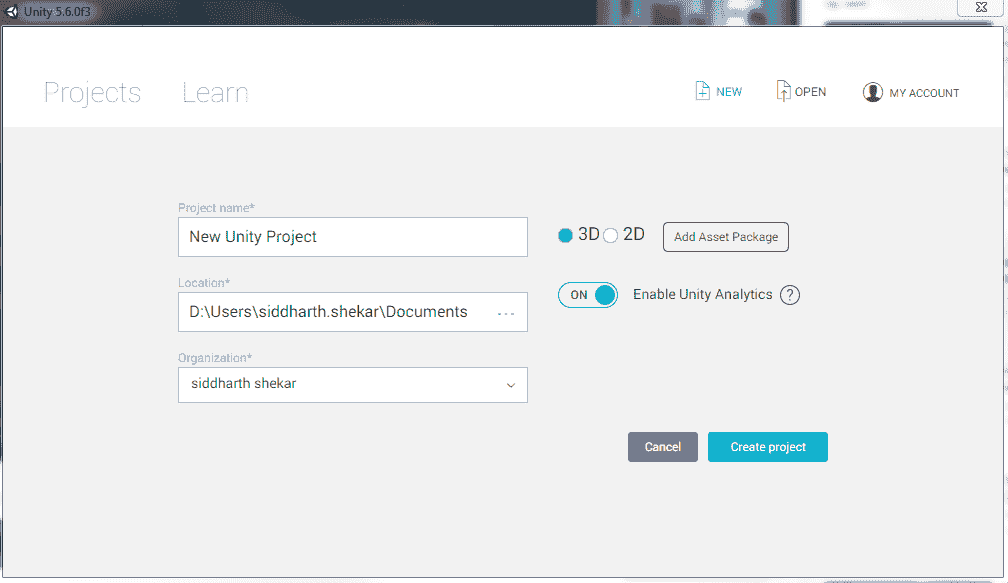 Unity 5.6.0f3
Projects Learn NEW OPEN MY ACCOUNT
Project name*
New Unity Project
3D 2D Add Asset Package
Location*
D:\Users\siddharth.shekar\Documents ...
ON Enable Unity Analytics ?
Organization*
siddharth shekar
Cancel Create project